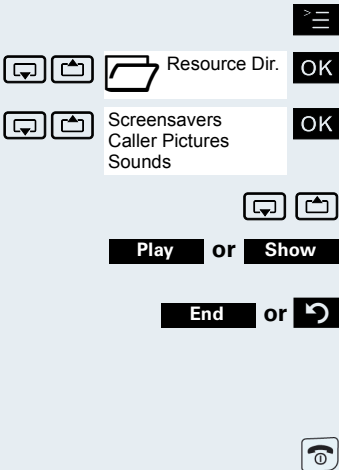 Resource Dir. OK
Screensavers OK
Caller Pictures
Sounds
Play or Show
End or